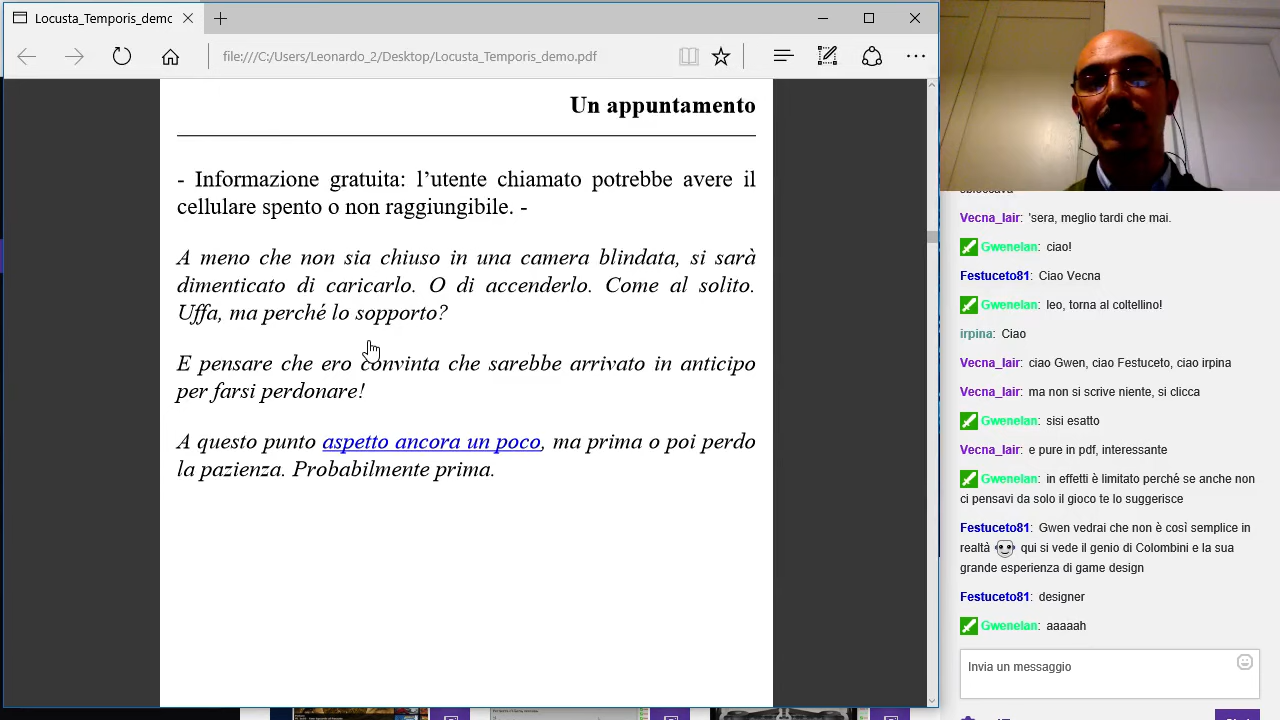 Locusta_Temporis_demo
file:///C:/Users/Leonardo_2/Desktop/Locusta_Temporis_demo.pdf
Un appuntamento
- Informazione gratuita: l’utente chiamato potrebbe avere il
cellulare spento o non raggiungibile. -
A meno che non sia chiuso in una camera blindata, si sarà
dimenticato di caricarlo. O di accenderlo. Come al solito.
Uffa, ma perché lo sopporto?
E pensare che ero convinta che sarebbe arrivato in anticipo
per farsi perdonare!
A questo punto aspetto ancora un poco, ma prima o poi perdo
la pazienza. Probabilmente prima.
Vecna_lair: 'sera, meglio tardi che mai.
Gwenelan: ciao!
Festuceto81: Ciao Vecna
Gwenelan: leo, torna al coltellino!
irpina: Ciao
Vecna_lair: ciao Gwen, ciao Festuceto, ciao irpina
Vecna_lair: ma non si scrive niente, si clicca
Gwenelan: sisi esatto
Vecna_lair: e pure in pdf, interessante
Gwenelan: in effetti è limitato perché se anche non
ci pensavi da solo il gioco te lo suggerisce
Festuceto81: Gwen vedrai che non è così semplice in
realtà qui si vede il genio di Colombini e la sua
grande esperienza di game design
Festuceto81: designer
Gwenelan: aaaaah
Invia un messaggio